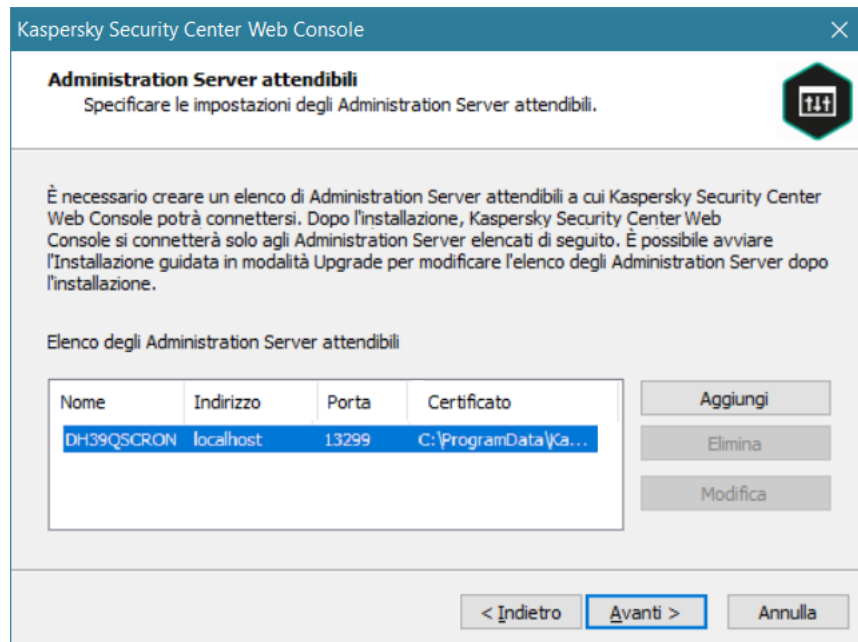 Kaspersky Security Center Web Console
Administration Server attendibili
Specificare le impostazioni degli Administration Server attendibili.
È necessario creare un elenco di Administration Server attendibili a cui Kaspersky Security Center
Web Console potrà connettersi. Dopo l'installazione, Kaspersky Security Center Web
Console si connetterà solo agli Administration Server elencati di seguito. È possibile avviare
l'Installazione guidata in modalità Upgrade per modificare l'elenco degli Administration Server dopo
l'installazione.
Elenco degli Administration Server attendibili
Nome Indirizzo Porta Certificato
DH39QSCRON localhost 13299 C:\ProgramData\Ka...
Aggiungi
Elimina
Modifica
< Indietro Avanti > Annulla